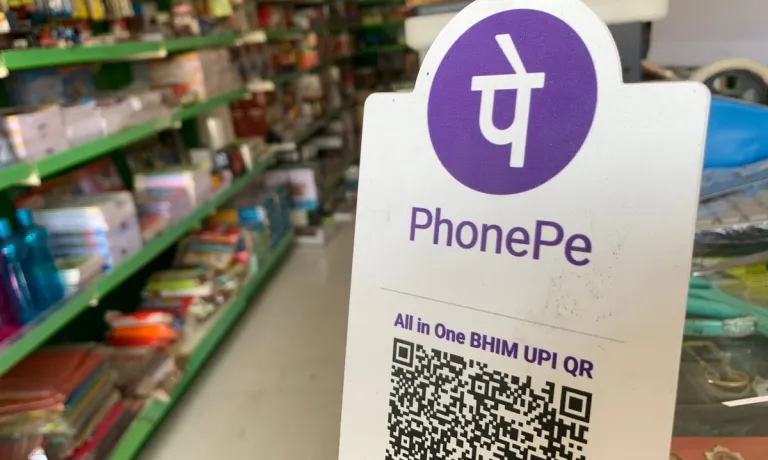 पे
PhonePe
All in One BHIM UPI QR